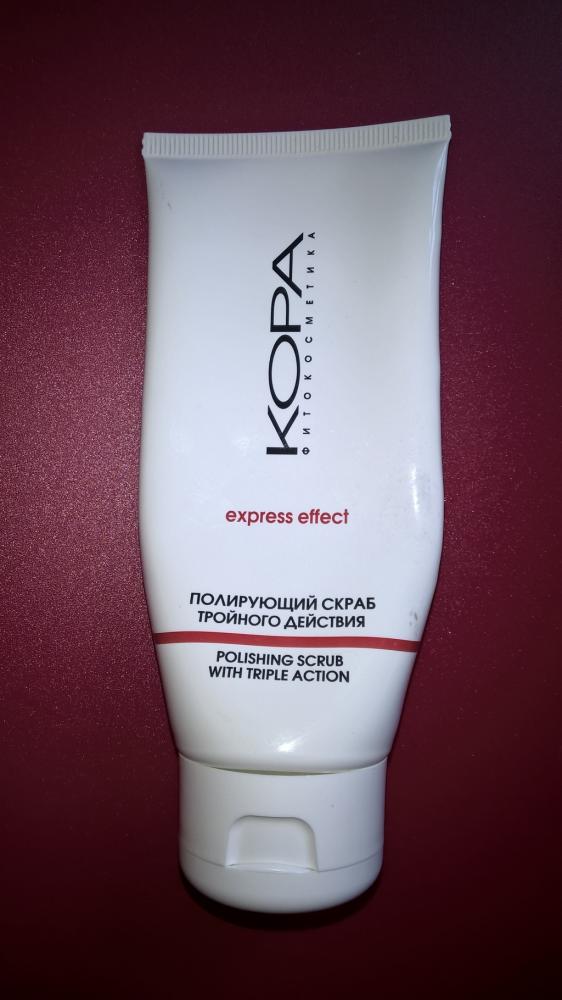 КОРА
ФИТОКОСМЕТИКА
express effect
ПОЛИРУЮЩИЙ СКРАБ
ТРОЙНОГО ДЕЙСТВИЯ
POLISHING SCRUB
WITH TRIPLE ACTION